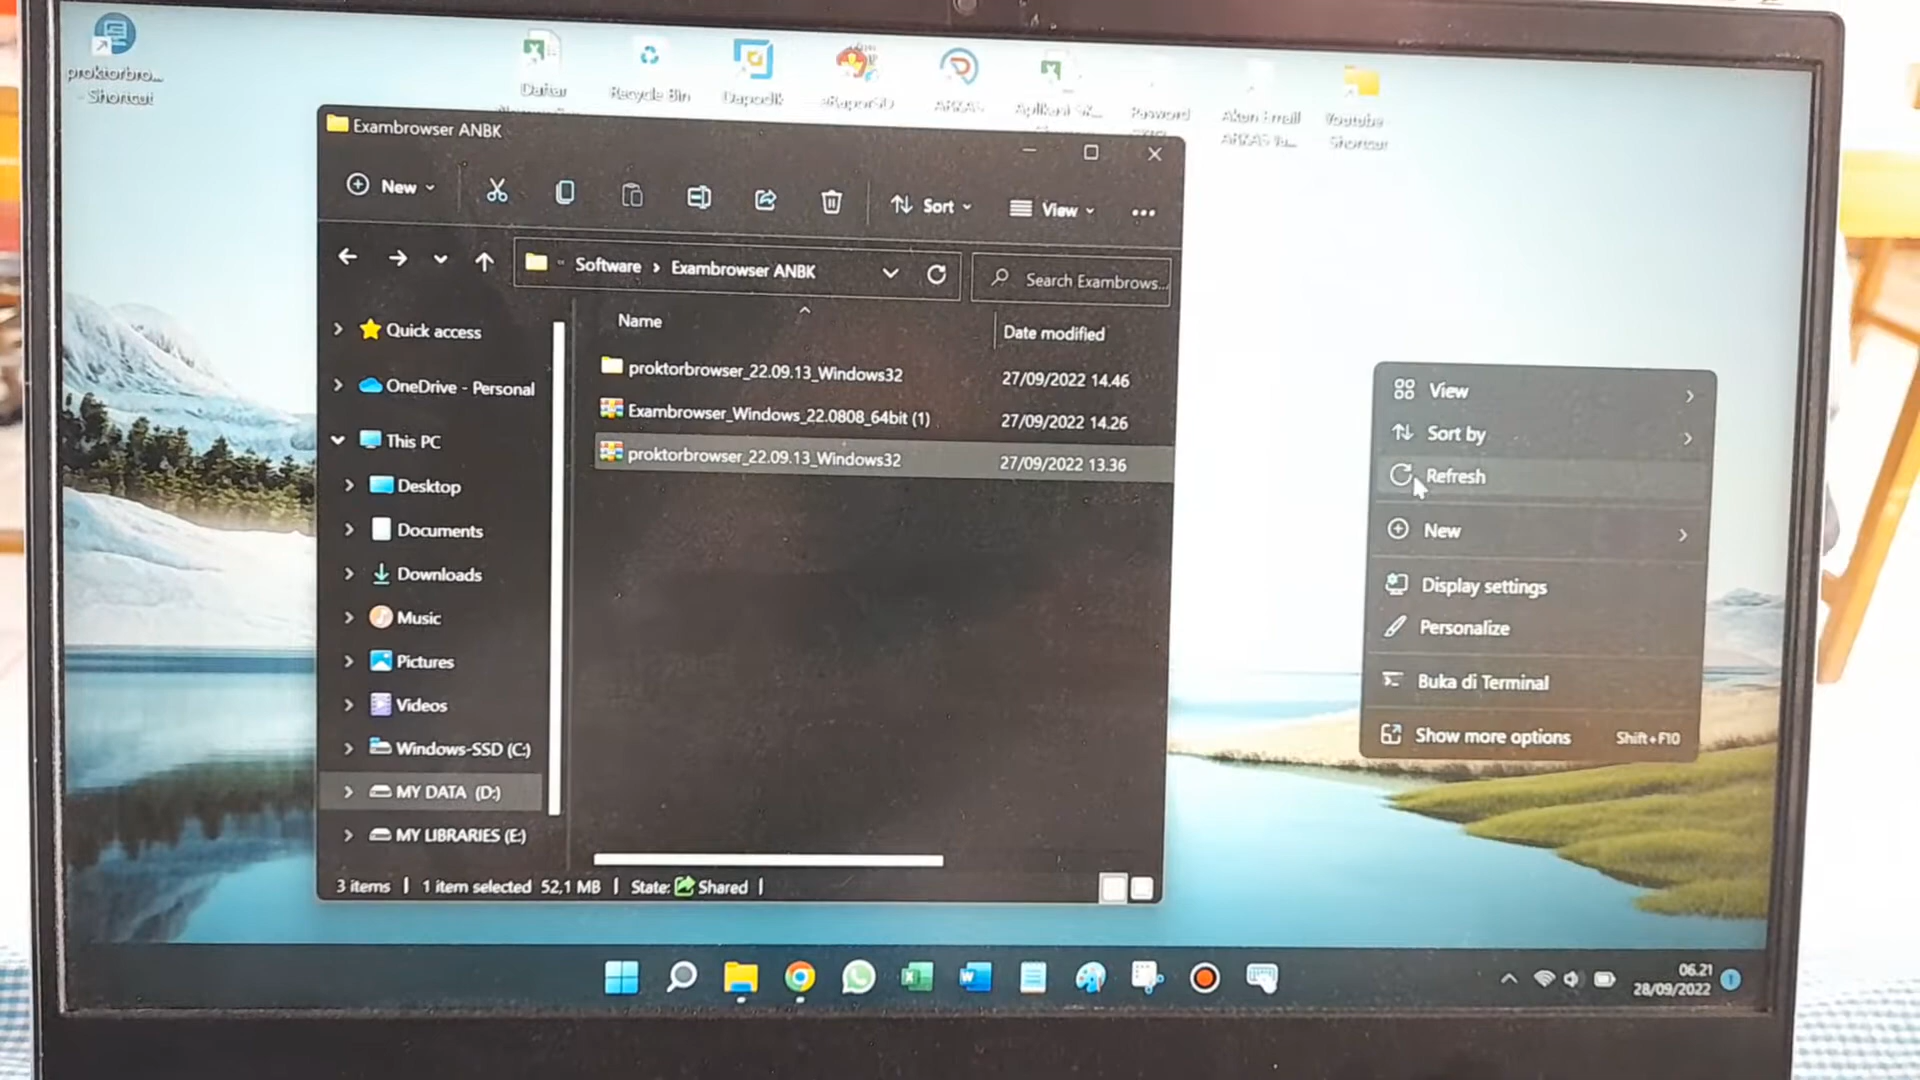 proktorbro...
- Shortcut
Daftar
Recycle Bin
Dapodik
eRaporSD
ARKAS
Aplikasi SK...
Pasword
Akun Email
ARKAS
Youtube -
Shortcut
Exambrowser ANBK
New
Sort
View
Software > Exambrowser ANBK
Search Exambrows...
Name
Date modified
Quick access
OneDrive - Personal
This PC
Desktop
Documents
Downloads
Music
Pictures
Videos
Windows-SSD (C:)
MY DATA (D:)
MY LIBRARIES (E:)
proktorbrowser_22.09.13_Windows32 27/09/2022 14.46
Exambrowser_Windows_22.0808_64bit (1) 27/09/2022 14.26
proktorbrowser_22.09.13_Windows32 27/09/2022 13.36
3 items | 1 item selected 52,1 MB | State: Shared |
View
Sort by
Refresh
New
Display settings
Personalize
Buka di Terminal
Show more options Shift+F10
06.21
28/09/2022
1